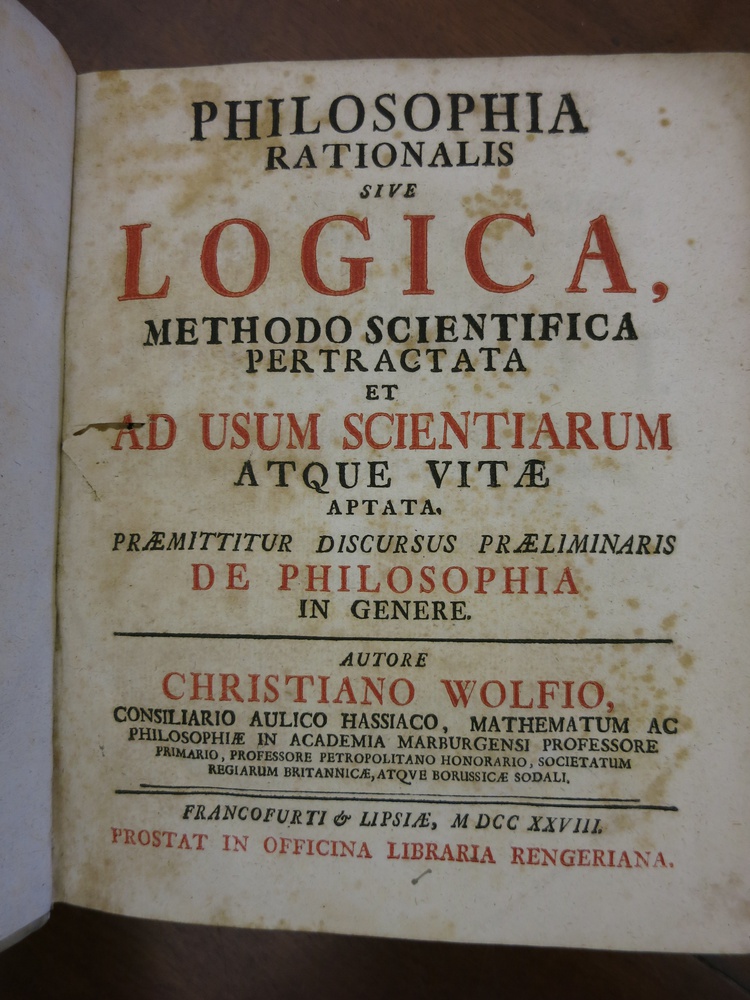 PHILOSOPHIA
RATIONALIS
SIVE
LOGICA,
METHODO SCIENTIFICA
PERTRACTATA
ET
AD USUM SCIENTIARUM
ATQUE VITÆ
APTATA.
PRÆMITTITUR DISCURSUS PRÆLIMINARIS
DE PHILOSOPHIA
IN GENERE.
AUTORE
CHRISTIANO WOLFIO,
CONSILIARIO AULICO HASSIACO, MATHEMATUM AC
PHILOSOPHIÆ IN ACADEMIA MARBURGENSI PROFESSORE
PRIMARIO, PROFESSORE PETROPOLITANO HONORARIO, SOCIETATUM
REGIARUM BRITANNICÆ, ATQVE BORUSSICÆ SODALI.
FRANCOFURTI & LIPSIÆ, M DCC XXVIII.
PROSTAT IN OFFICINA LIBRARIA RENGERIANA.